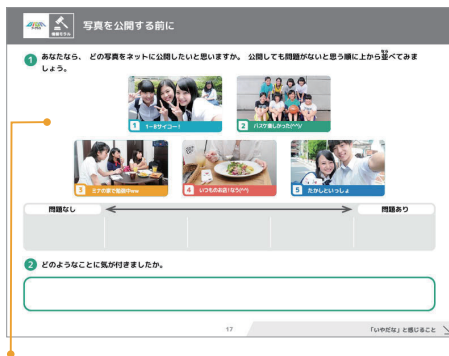 写真を公開する前に
1 あなたなら、どの写真をネットに公開したいと思いますか。 公開しても問題がないと思う順に上から並べてみま
しょう。
1 1-8サイコー!
2 バスケ楽しかった(^^)/
3 ミナの家で勉強中www
4 いつものお店!なう(^^)
5 たかしといっしょ
問題なし
問題あり
2 どのようなことに気が付きましたか。
17
「いやだな」と感じること